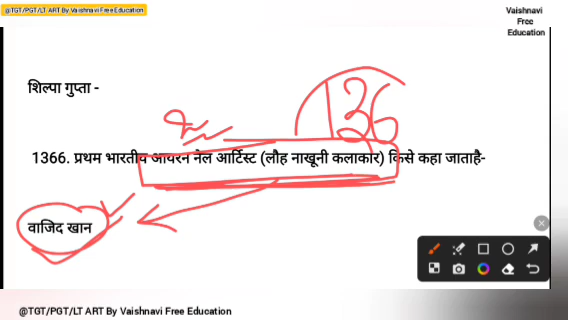 @TGT/PGT/LT ART By Vaishnavi Free Education
Vaishnavi
Free
Education
शिल्पा गुप्ता -
136
1366. प्रथम भारतीय आयरन नेल आर्टिस्ट (लौह नाखूनी कलाकार) किसे कहा जाताहै-
वाजिद खान
@TGT/PGT/LT ART By Vaishnavi Free Education